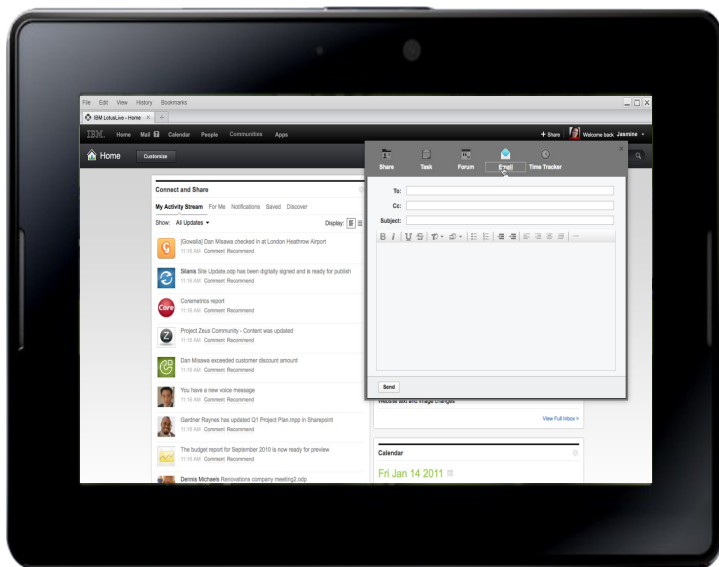 File Edit View History Bookmarks
IBM LotusLive - Home
IBM. Home Mail 7 Calendar People Communities Apps + Share Welcome back Jasmine
Home Customize
Share Task Forum Email Time Tracker
To:
Cc:
Subject:
B I U S
Send
Connect and Share
My Activity Stream For Me Notifications Saved Discover
Show: All Updates Display:
[Gowalla] Dan Misawa checked in at London Heathrow Airport
11:16 AM Comment Recommend
Silanis Site Update.odp has been digitally signed and is ready for publish
11:16 AM Comment Recommend
Core
Coremetrics report
11:16 AM Comment Recommend
Z
Project Zeus Community - Content was updated
11:16 AM Comment Recommend
Dan Misawa exceeded customer discount amount
11:16 AM Comment Recommend
You have a new voice message
11:16 AM Comment Recommend
Gardner Raynes has updated Q1 Project Plan.mpp in Sharepoint
11:16 AM Comment Recommend
The budget report for September 2010 is now ready for preview
11:16 AM Comment Recommend
Dennis Michaels Renovations company meeting2.odp
Website text and image changes
View Full Inbox >
Calendar
Fri Jan 14 2011